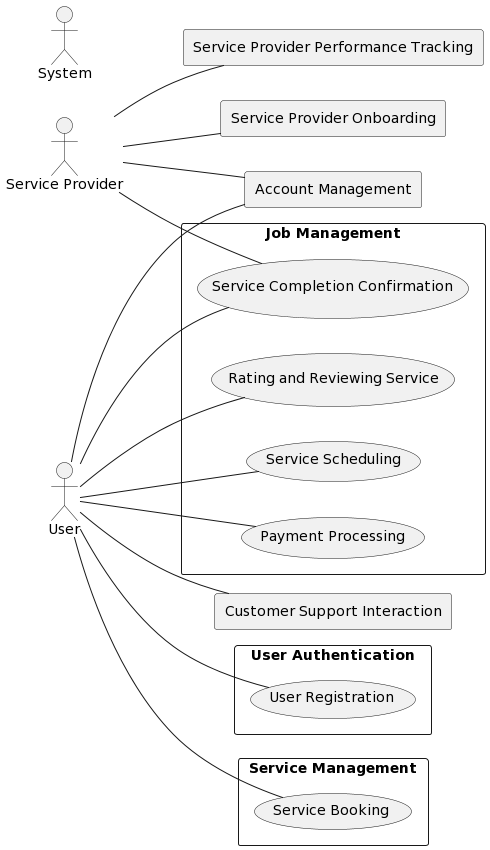 System
Service Provider Performance Tracking
Service Provider Onboarding
Service Provider
Account Management
Job Management
Service Completion Confirmation
Rating and Reviewing Service
Service Scheduling
User
Payment Processing
Customer Support Interaction
User Authentication
User Registration
Service Management
Service Booking